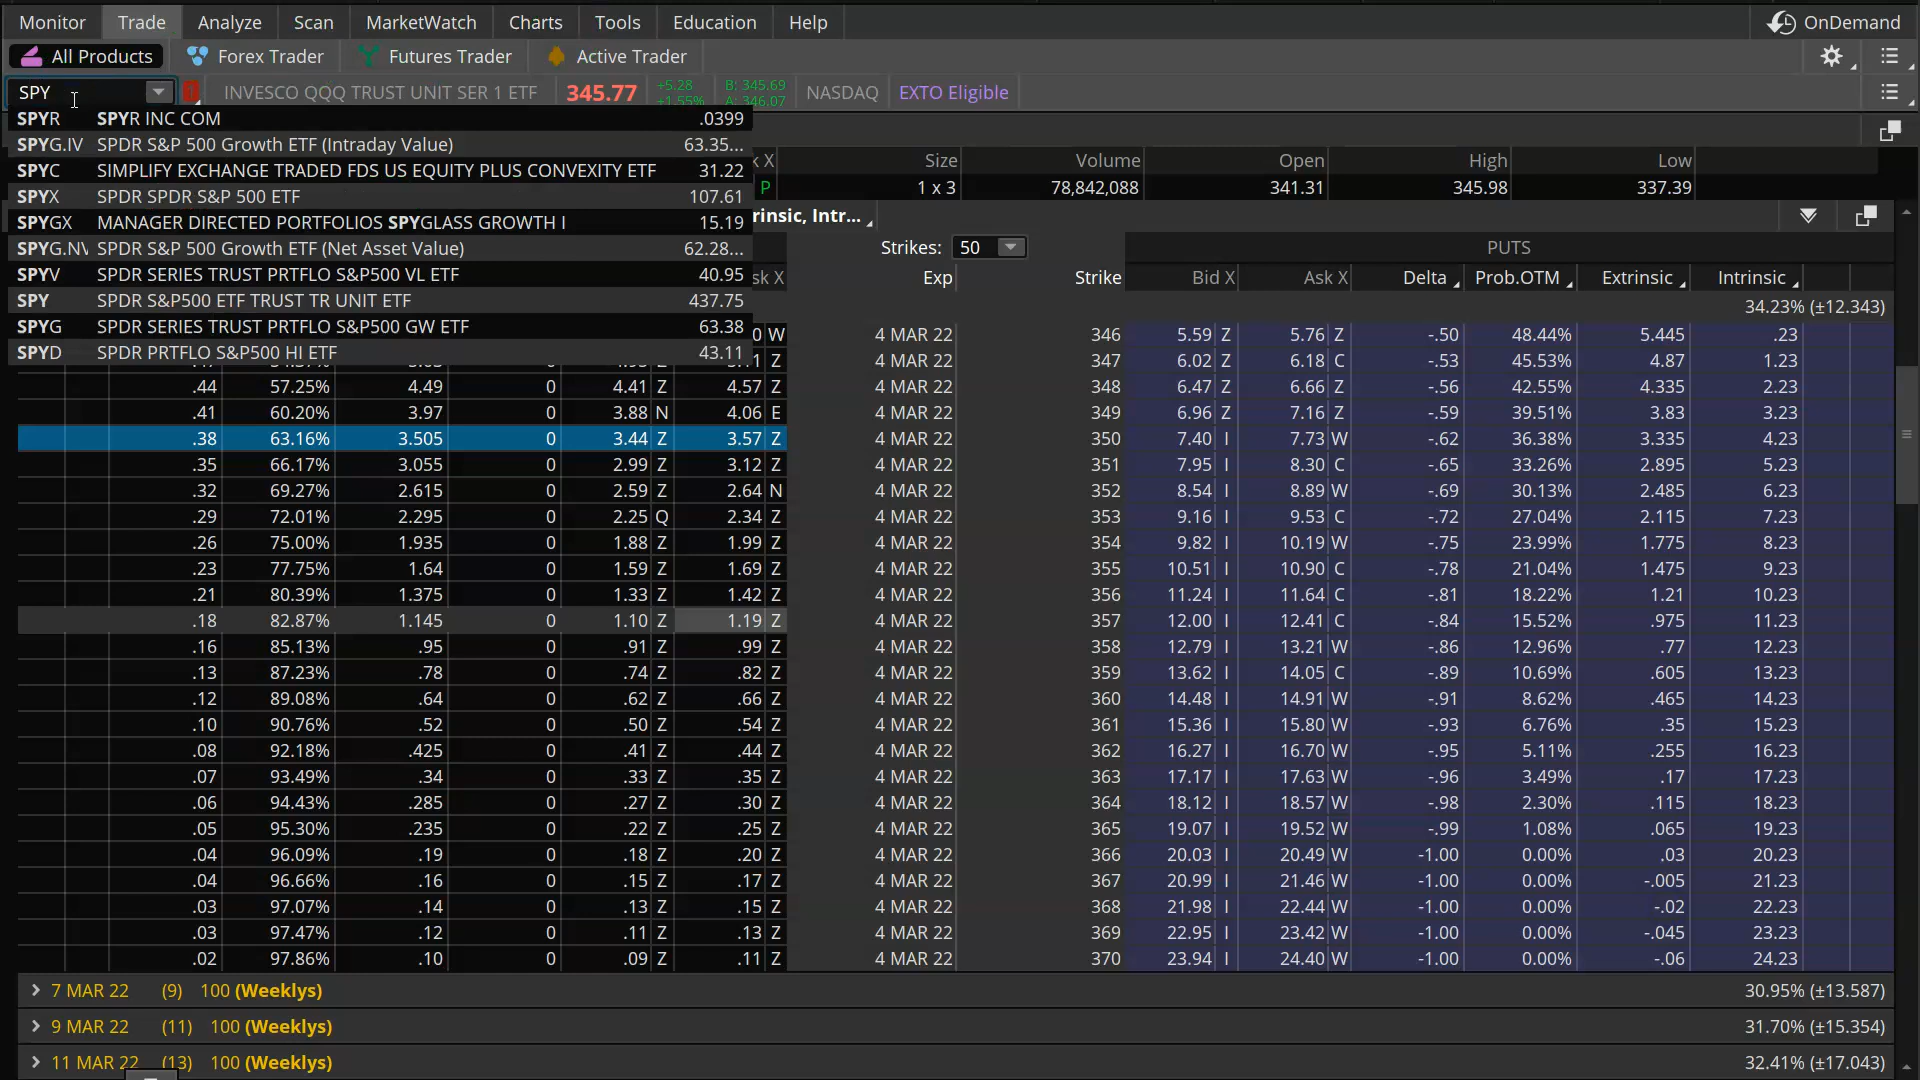 Monitor Trade Analyze Scan MarketWatch Charts Tools Education Help OnDemand
All Products Forex Trader Futures Trader Active Trader
SPY INVESCO QQQ TRUST UNIT SER 1 ETF 345.77 +5.28 B: 345.69 NASDAQ EXTO Eligible
+1.55% A: 346.07
SPYR SPYR INC COM .0399
SPYG.IV SPDR S&P 500 Growth ETF (Intraday Value) 63.35...
SPYC SIMPLIFY EXCHANGE TRADED FDS US EQUITY PLUS CONVEXITY ETF 31.22
SPYX SPDR SPDR S&P 500 ETF 107.61
SPYGX MANAGER DIRECTED PORTFOLIOS SPYGLASS GROWTH I 15.19
SPYG.NV SPDR S&P 500 Growth ETF (Net Asset Value) 62.28...
SPYV SPDR SERIES TRUST PRTFLO S&P500 VL ETF 40.95
SPY SPDR S&P500 ETF TRUST TR UNIT ETF 437.75
SPYG SPDR SERIES TRUST PRTFLO S&P500 GW ETF 63.38
SPYD SPDR PRTFLO S&P500 HI ETF 43.11
X Size Volume Open High Low
P 1 x 3 78,842,088 341.31 345.98 337.39
rinsic, Intr...
Strikes: 50 PUTS
sk X Exp Strike Bid X Ask X Delta Prob.OTM Extrinsic Intrinsic
34.23% (±12.343)
0 W 4 MAR 22 346 5.59 Z 5.76 Z -.50 48.44% 5.445 .23
1 Z 4 MAR 22 347 6.02 Z 6.18 C -.53 45.53% 4.87 1.23
.44 57.25% 4.49 0 4.41 Z 4.57 Z 4 MAR 22 348 6.47 Z 6.66 Z -.56 42.55% 4.335 2.23
.41 60.20% 3.97 0 3.88 N 4.06 E 4 MAR 22 349 6.96 Z 7.16 Z -.59 39.51% 3.83 3.23
.38 63.16% 3.505 0 3.44 Z 3.57 Z 4 MAR 22 350 7.40 I 7.73 W -.62 36.38% 3.335 4.23
.35 66.17% 3.055 0 2.99 Z 3.12 Z 4 MAR 22 351 7.95 I 8.30 C -.65 33.26% 2.895 5.23
.32 69.27% 2.615 0 2.59 Z 2.64 N 4 MAR 22 352 8.54 I 8.89 W -.69 30.13% 2.485 6.23
.29 72.01% 2.295 0 2.25 Q 2.34 Z 4 MAR 22 353 9.16 I 9.53 C -.72 27.04% 2.115 7.23
.26 75.00% 1.935 0 1.88 Z 1.99 Z 4 MAR 22 354 9.82 I 10.19 W -.75 23.99% 1.775 8.23
.23 77.75% 1.64 0 1.59 Z 1.69 Z 4 MAR 22 355 10.51 I 10.90 C -.78 21.04% 1.475 9.23
.21 80.39% 1.375 0 1.33 Z 1.42 Z 4 MAR 22 356 11.24 I 11.64 C -.81 18.22% 1.21 10.23
.18 82.87% 1.145 0 1.10 Z 1.19 Z 4 MAR 22 357 12.00 I 12.41 C -.84 15.52% .975 11.23
.16 85.13% .95 0 .91 Z .99 Z 4 MAR 22 358 12.79 I 13.21 W -.86 12.96% .77 12.23
.13 87.23% .78 0 .74 Z .82 Z 4 MAR 22 359 13.62 I 14.05 C -.89 10.69% .605 13.23
.12 89.08% .64 0 .62 Z .66 Z 4 MAR 22 360 14.48 I 14.91 W -.91 8.62% .465 14.23
.10 90.76% .52 0 .50 Z .54 Z 4 MAR 22 361 15.36 I 15.80 W -.93 6.76% .35 15.23
.08 92.18% .425 0 .41 Z .44 Z 4 MAR 22 362 16.27 I 16.70 W -.95 5.11% .255 16.23
.07 93.49% .34 0 .33 Z .35 Z 4 MAR 22 363 17.17 I 17.63 W -.96 3.49% .17 17.23
.06 94.43% .285 0 .27 Z .30 Z 4 MAR 22 364 18.12 I 18.57 W -.98 2.30% .115 18.23
.05 95.30% .235 0 .22 Z .25 Z 4 MAR 22 365 19.07 I 19.52 W -.99 1.08% .065 19.23
.04 96.09% .19 0 .18 Z .20 Z 4 MAR 22 366 20.03 I 20.49 W -1.00 0.00% .03 20.23
.04 96.66% .16 0 .15 Z .17 Z 4 MAR 22 367 20.99 I 21.46 W -1.00 0.00% -.005 21.23
.03 97.07% .14 0 .13 Z .15 Z 4 MAR 22 368 21.98 I 22.44 W -1.00 0.00% -.02 22.23
.03 97.47% .12 0 .11 Z .13 Z 4 MAR 22 369 22.95 I 23.42 W -1.00 0.00% -.045 23.23
.02 97.86% .10 0 .09 Z .11 Z 4 MAR 22 370 23.94 I 24.40 W -1.00 0.00% -.06 24.23
7 MAR 22 (9) 100 (Weeklys) 30.95% (±13.587)
9 MAR 22 (11) 100 (Weeklys) 31.70% (±15.354)
11 MAR 22 (13) 100 (Weeklys) 32.41% (±17.043)